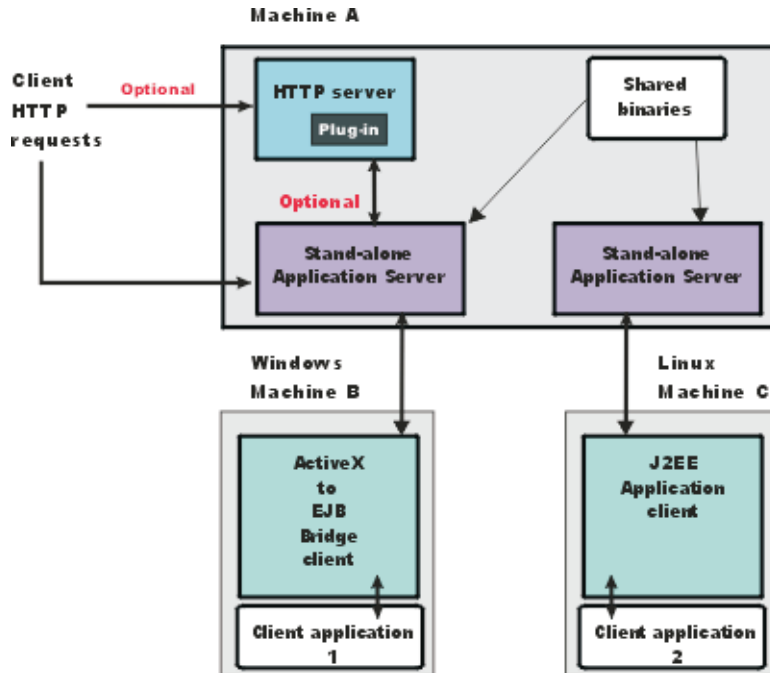 Machine A
Client
HTTP
requests
Optional
HTTP server
Plug-in
Shared
binaries
Optional
Stand-alone
Application Server
Stand-alone
Application Server
Windows
Machine B
Linux
Machine C
ActiveX
to
EJB
Bridge
client
J2EE
Application
client
Client application
1
Client application
2